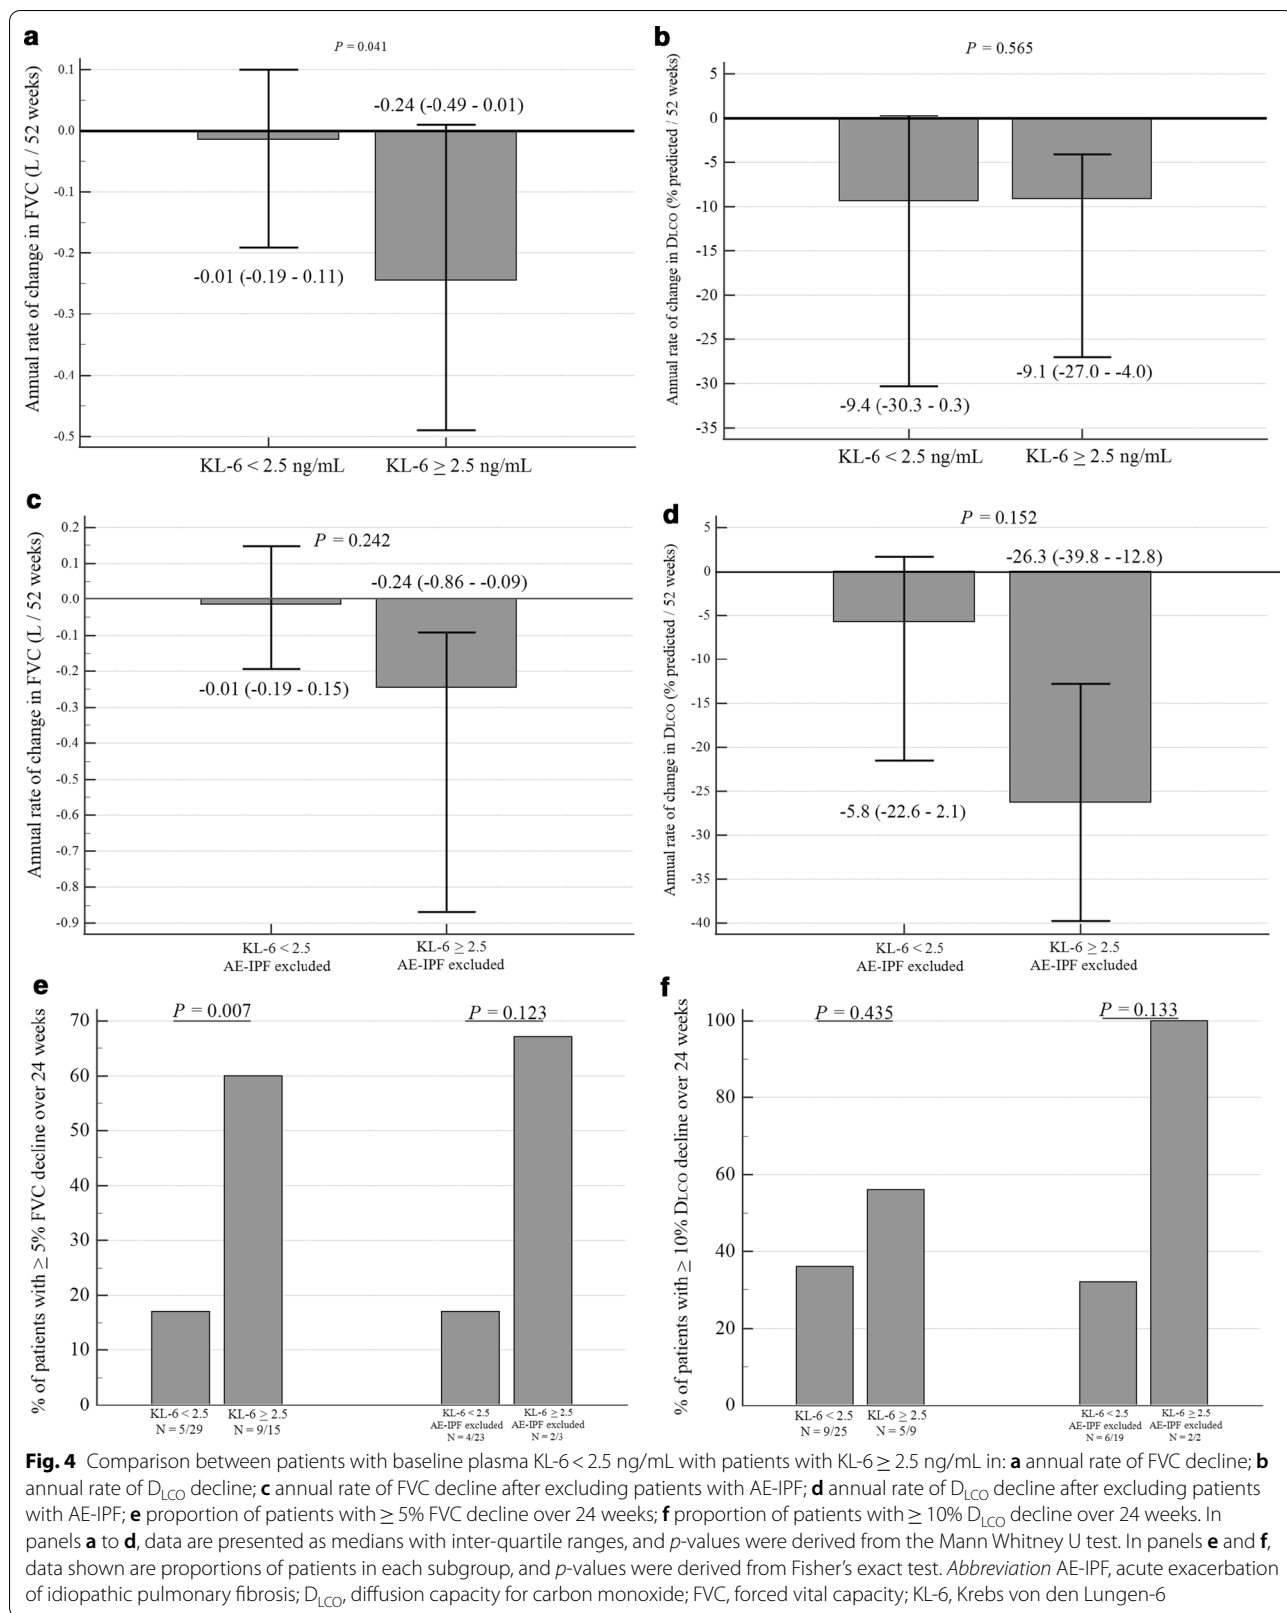 a
P = 0.041
Annual rate of change in FVC (L / 52 weeks)
0.1
0.0
-0.1
-0.2
-0.3
-0.4
-0.5
-0.24 (-0.49 - 0.01)
-0.01 (-0.19 - 0.11)
KL-6 < 2.5 ng/mL
KL-6 ≥ 2.5 ng/mL
b
P = 0.565
Annual rate of change in DLCO (% predicted / 52 weeks)
5
0
-5
-10
-15
-20
-25
-30
-35
-9.1 (-27.0 - -4.0)
-9.4 (-30.3 - 0.3)
KL-6 < 2.5 ng/mL
KL-6 ≥ 2.5 ng/mL
c
P = 0.242
Annual rate of change in FVC (L / 52 weeks)
0.2
0.1
0.0
-0.1
-0.2
-0.3
-0.4
-0.5
-0.6
-0.7
-0.8
-0.9
-0.24 (-0.86 - -0.09)
-0.01 (-0.19 - 0.15)
KL-6 < 2.5
AE-IPF excluded
KL-6 ≥ 2.5
AE-IPF excluded
d
P = 0.152
Annual rate of change in DLCO (% predicted / 52 weeks)
5
0
-5
-10
-15
-20
-25
-30
-35
-40
-26.3 (-39.8 - -12.8)
-5.8 (-22.6 - 2.1)
KL-6 < 2.5
AE-IPF excluded
KL-6 ≥ 2.5
AE-IPF excluded
e
P = 0.007
P = 0.123
% of patients with ≥ 5% FVC decline over 24 weeks
70
60
50
40
30
20
10
0
KL-6 < 2.5
N = 5/29
KL-6 ≥ 2.5
N = 9/15
KL-6 < 2.5
AE-IPF excluded
N = 4/23
KL-6 ≥ 2.5
AE-IPF excluded
N = 2/3
f
P = 0.435
P = 0.133
% of patients with ≥ 10% DLCO decline over 24 weeks
100
80
60
40
20
0
KL-6 < 2.5
N = 9/25
KL-6 ≥ 2.5
N = 5/9
KL-6 < 2.5
AE-IPF excluded
N = 6/19
KL-6 ≥ 2.5
AE-IPF excluded
N = 2/2
Fig. 4 Comparison between patients with baseline plasma KL-6 < 2.5 ng/mL with patients with KL-6 ≥ 2.5 ng/mL in: a annual rate of FVC decline; b
annual rate of DLCO decline; c annual rate of FVC decline after excluding patients with AE-IPF; d annual rate of DLCO decline after excluding patients
with AE-IPF; e proportion of patients with ≥ 5% FVC decline over 24 weeks; f proportion of patients with ≥ 10% DLCO decline over 24 weeks. In
panels a to d, data are presented as medians with inter-quartile ranges, and p-values were derived from the Mann Whitney U test. In panels e and f,
data shown are proportions of patients in each subgroup, and p-values were derived from Fisher's exact test. Abbreviation AE-IPF, acute exacerbation
of idiopathic pulmonary fibrosis; DLCO, diffusion capacity for carbon monoxide; FVC, forced vital capacity; KL-6, Krebs von den Lungen-6